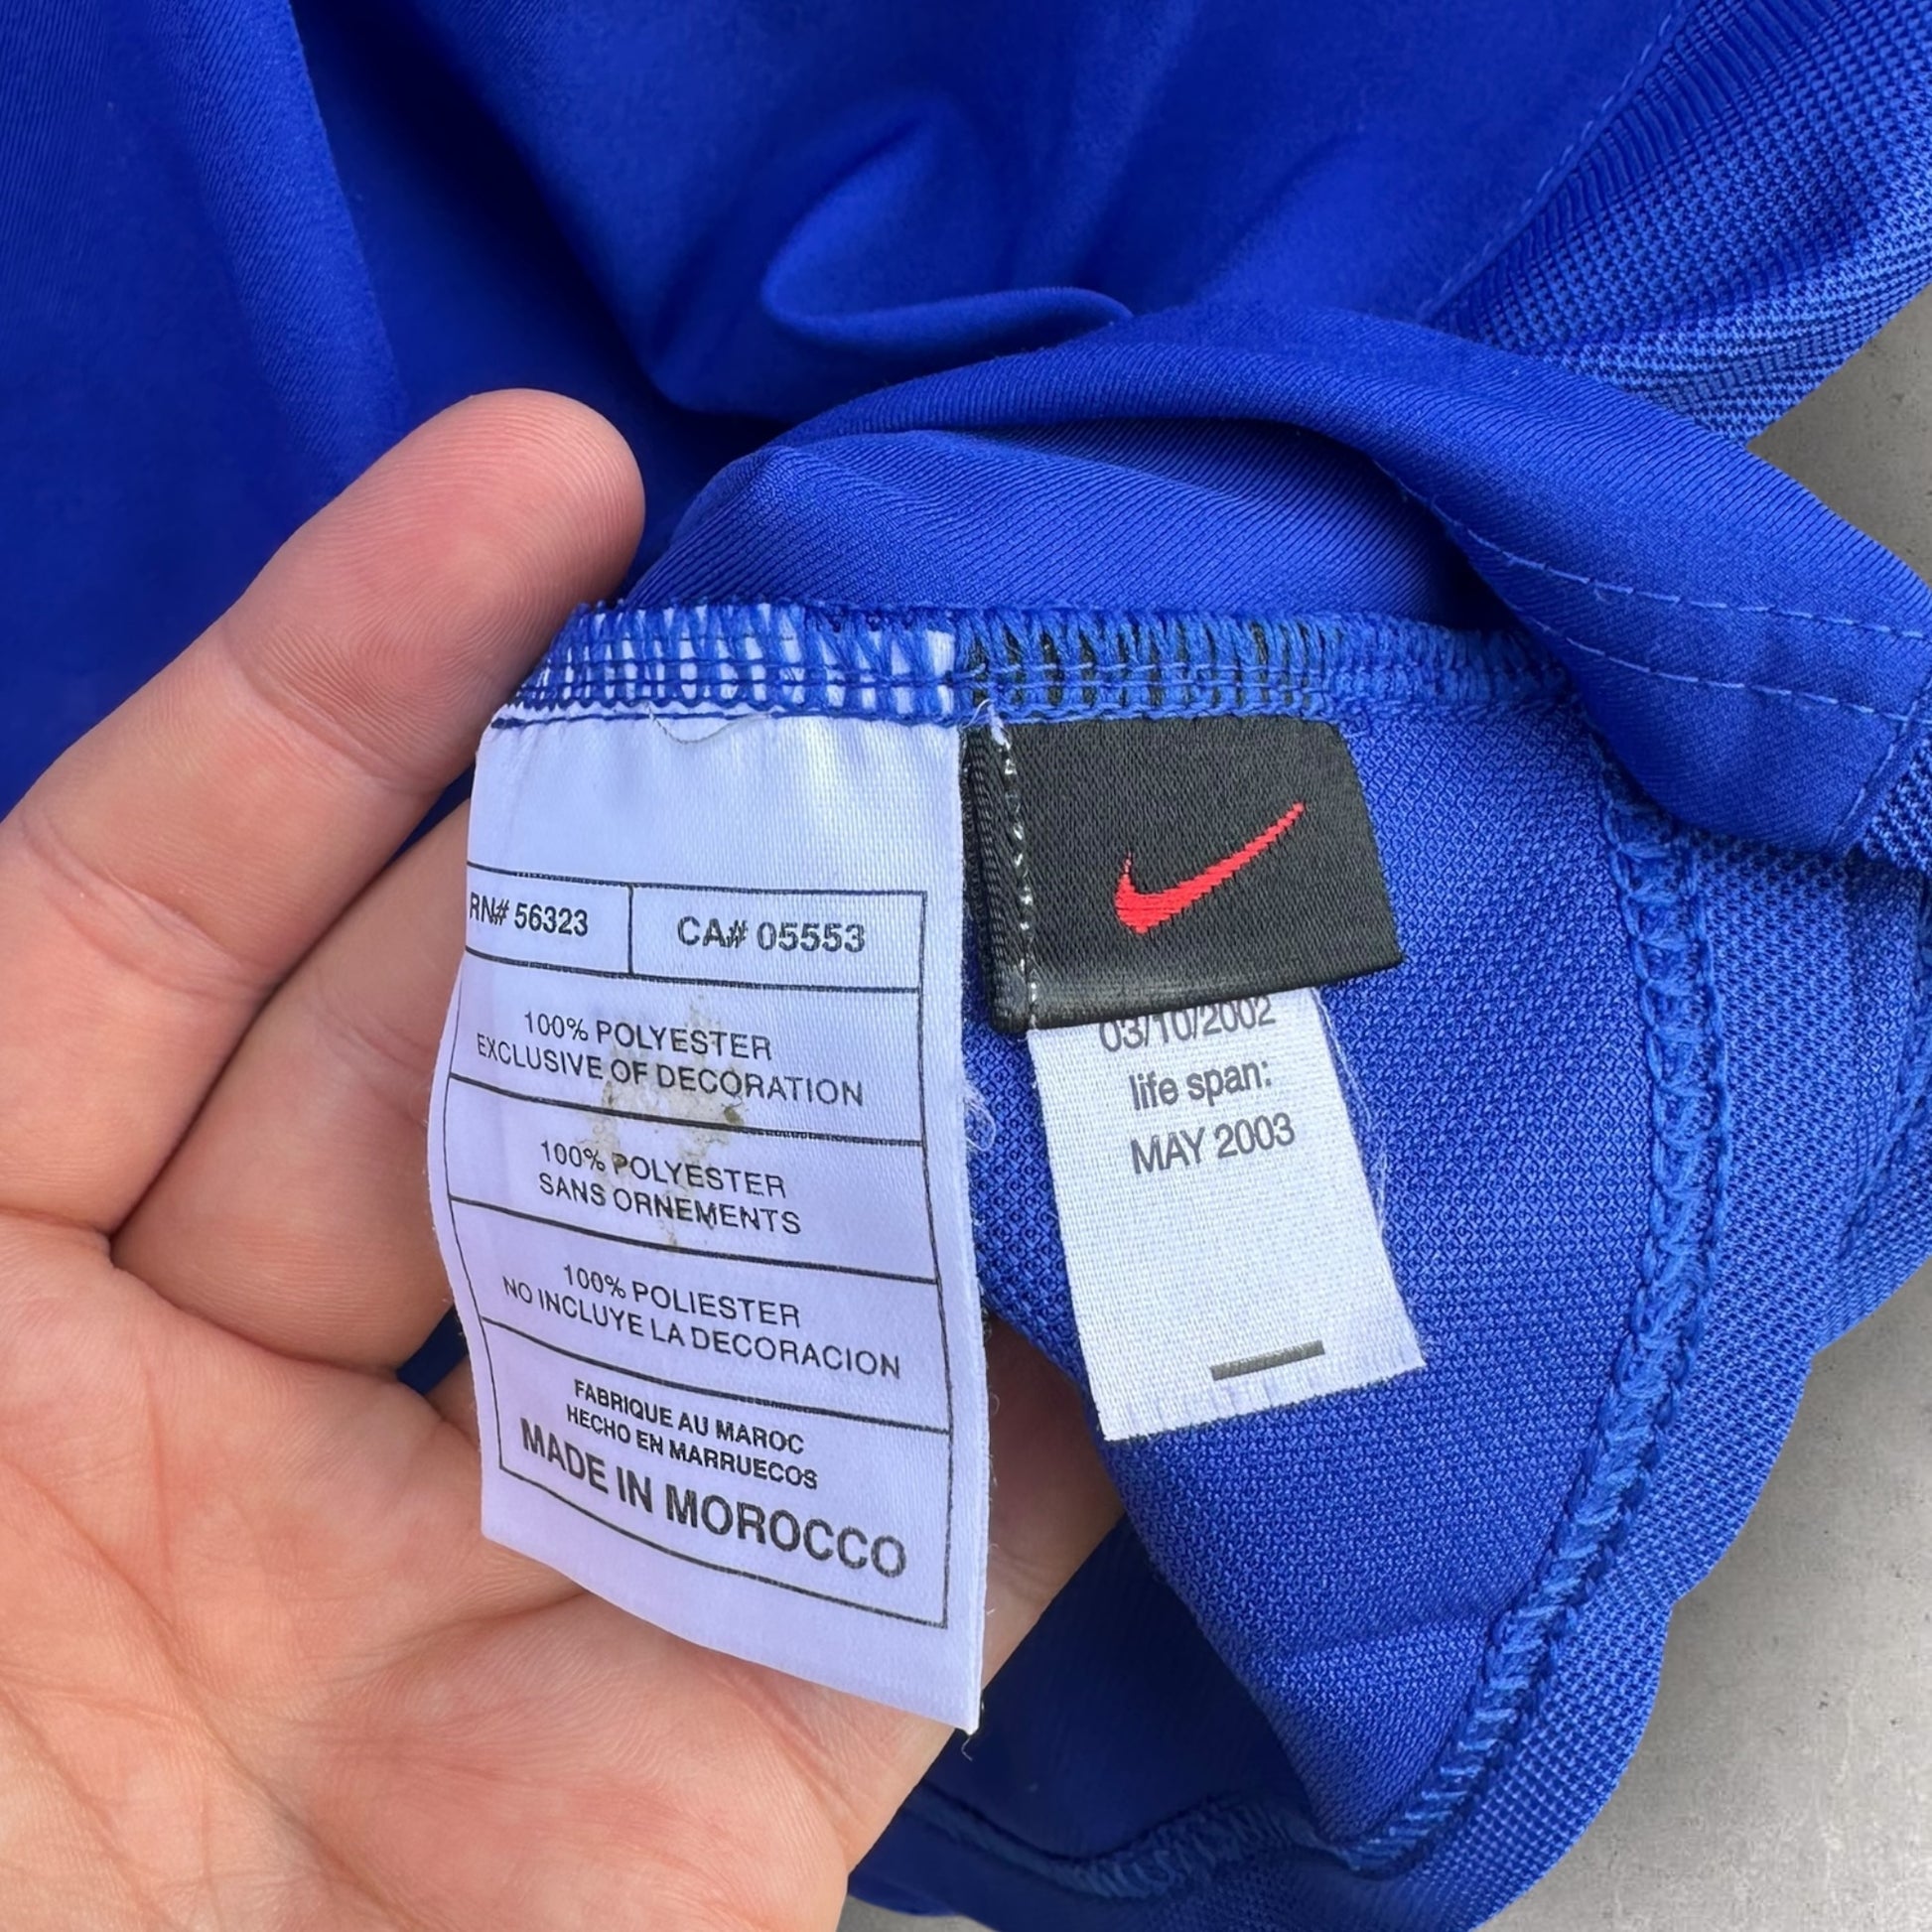 RN# 56323
CA# 05553
100% POLYESTER
EXCLUSIVE OF DECORATION
100% POLYESTER
SANS ORNEMENTS
100% POLIESTER
NO INCLUYE LA DECORACION
FABRIQUE AU MAROC
HECHO EN MARRUECOS
MADE IN MOROCCO
03/10/2002
life span:
MAY 2003